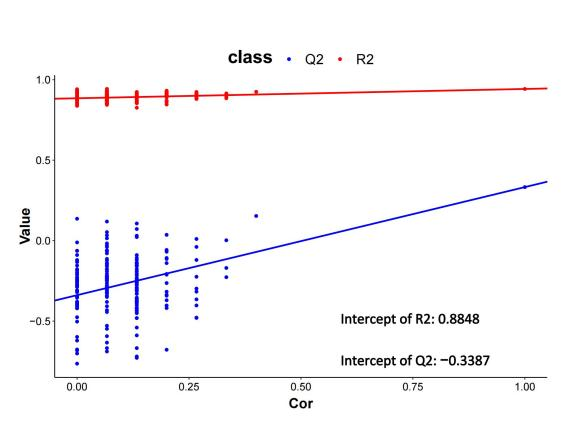 class Q2 R2
1.0
0.5
0.0
−0.5
Value
Intercept of R2: 0.8848
Intercept of Q2: −0.3387
0.00 0.25 0.50 0.75 1.00
Cor